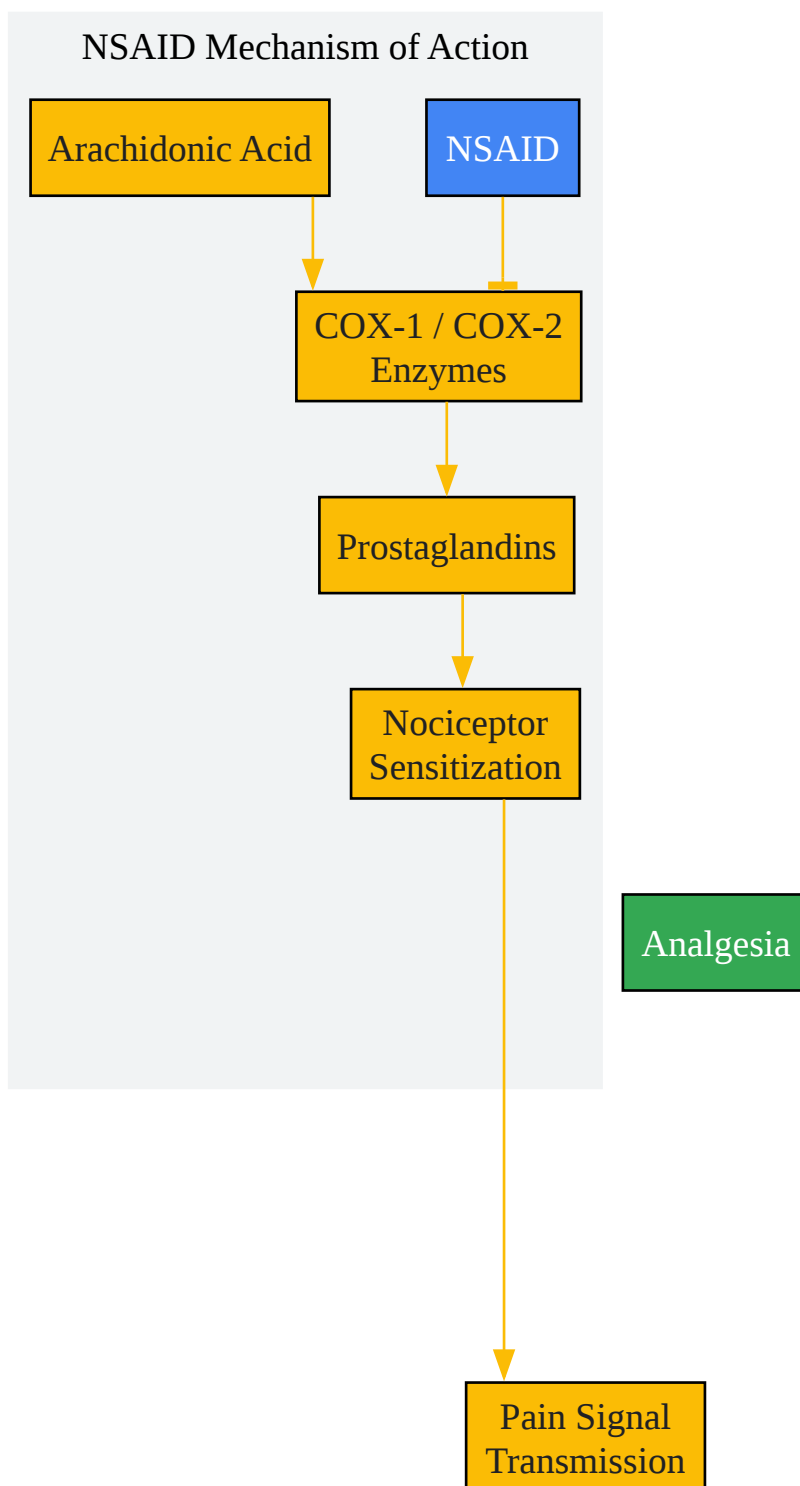 NSAID Mechanism of Action
Arachidonic Acid
NSAID
COX-1 / COX-2
Enzymes
Prostaglandins
Nociceptor
Sensitization
Analgesia
Pain Signal
Transmission